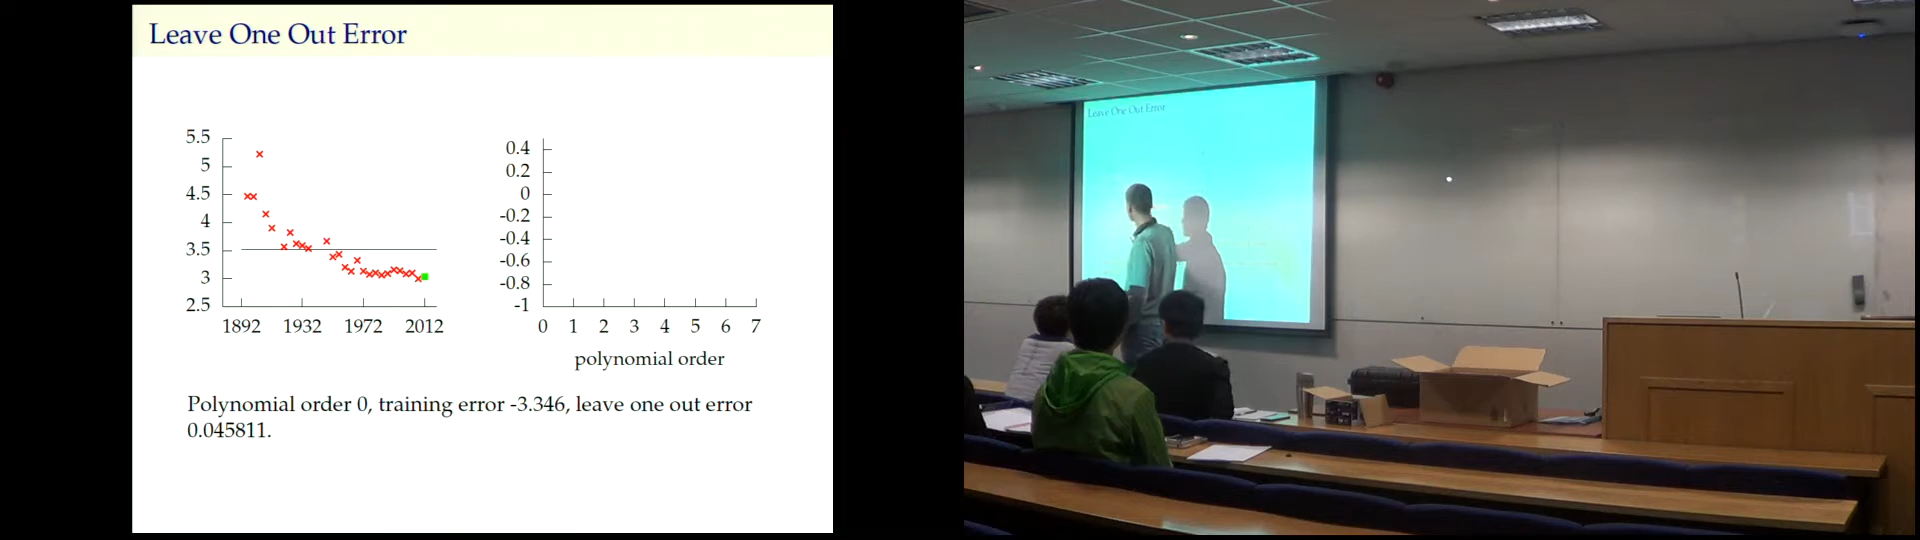 Leave One Out Error
5.5
5
4.5
4
3.5
3
2.5
1892 1932 1972 2012
0.4
0.2
0
-0.2
-0.4
-0.6
-0.8
-1
0 1 2 3 4 5 6 7
polynomial order
Polynomial order 0, training error -3.346, leave one out error
0.045811.
Leave One Out Error